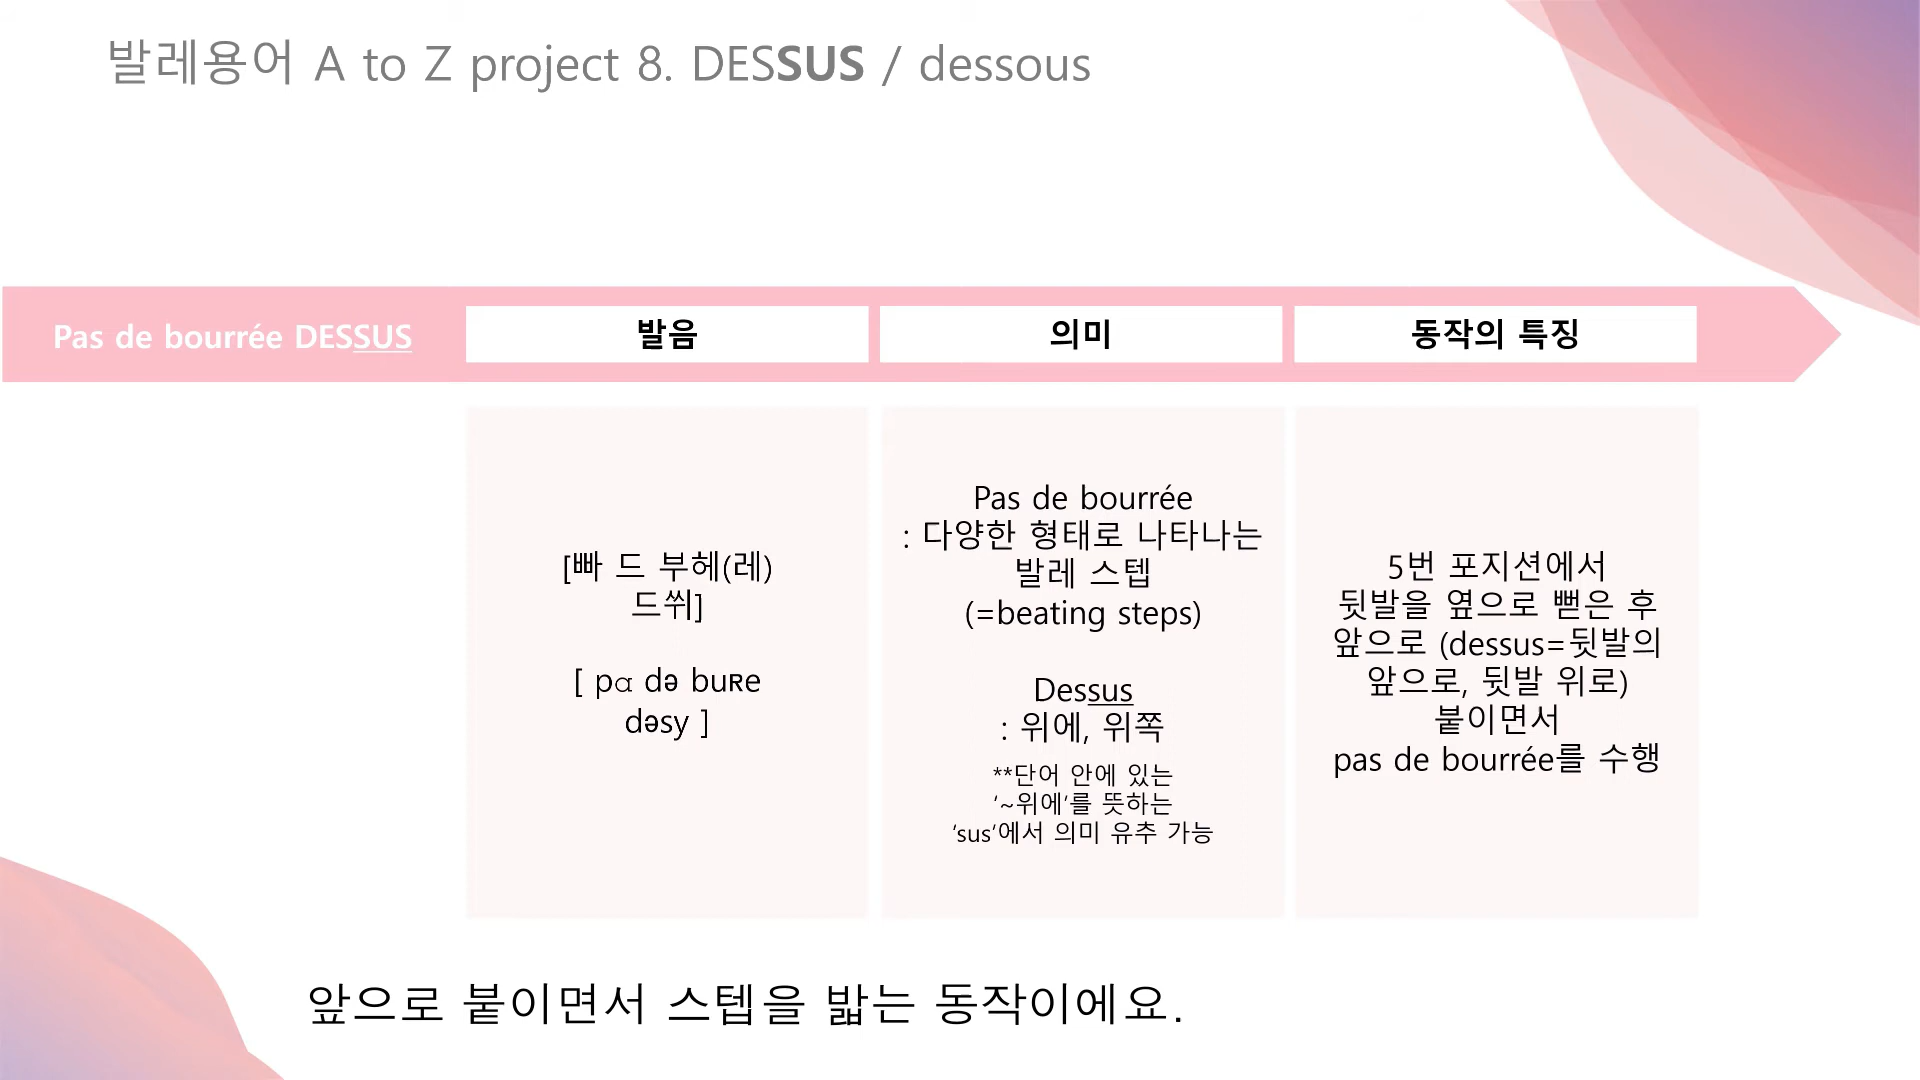 발레용어 A to Z project 8. DESSUS / dessous
Pas de bourrée DESSUS
발음
의미
동작의 특징
[빠 드 부헤(레)
드쒸]
[ pɑ də buʀe
dəsy ]
Pas de bourrée
: 다양한 형태로 나타나는
발레 스텝
(=beating steps)
Dessus
: 위에, 위쪽
**단어 안에 있는
‘~위에’를 뜻하는
‘sus’에서 의미 유추 가능
5번 포지션에서
뒷발을 옆으로 뻗은 후
앞으로 (dessus=뒷발의
앞으로, 뒷발 위로)
붙이면서
pas de bourrée를 수행
앞으로 붙이면서 스텝을 밟는 동작이에요.